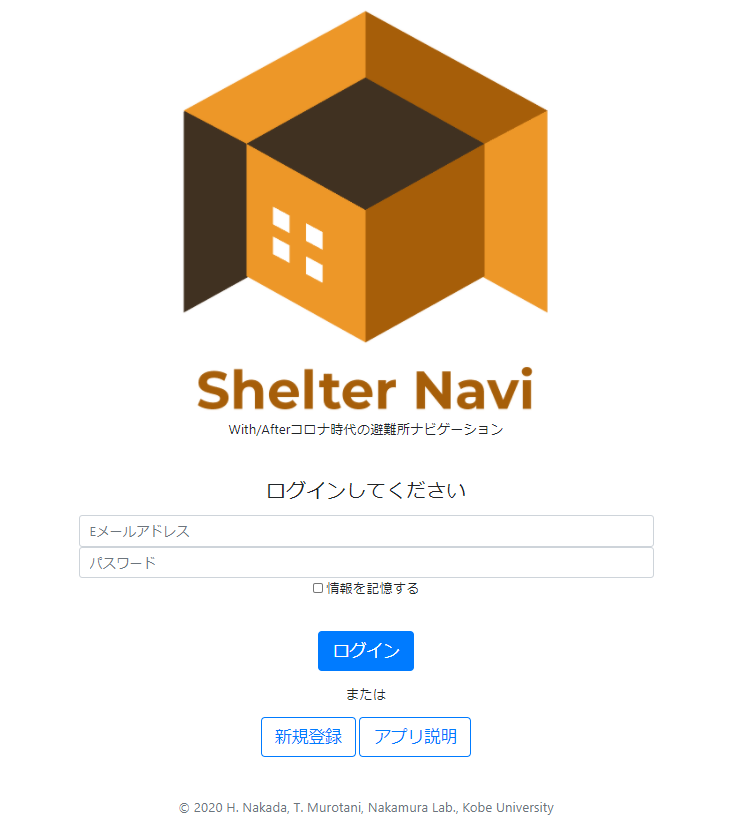 Shelter Navi
With/Afterコロナ時代の避難所ナビゲーション
ログインしてください
Eメールアドレス
パスワード
情報を記憶する
ログイン
または
新規登録 アプリ説明
© 2020 H. Nakada, T. Murotani, Nakamura Lab., Kobe University